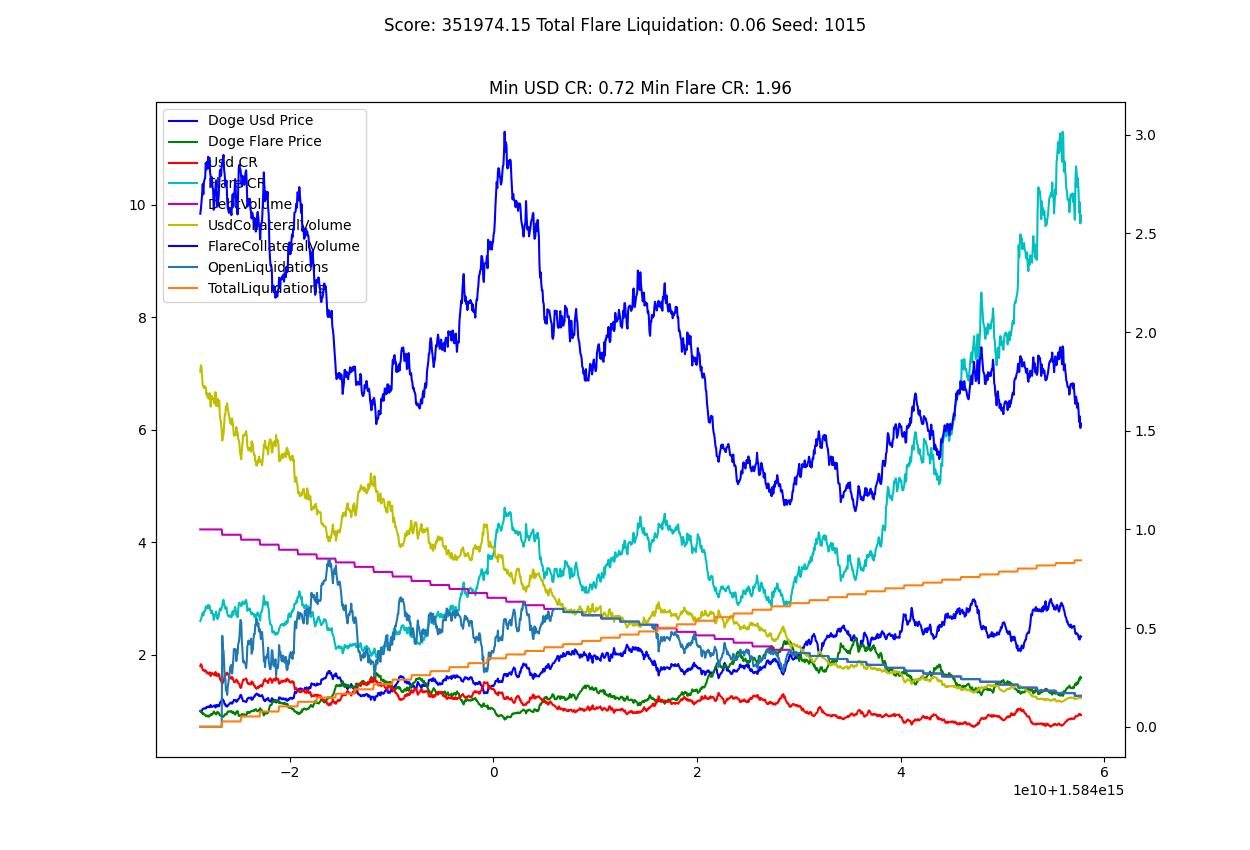 Score: 351974.15 Total Flare Liquidation: 0.06 Seed: 1015
Min USD CR: 0.72 Min Flare CR: 1.96
Doge Usd Price
Doge Flare Price
Usd CR
Flare CR
DebtVolume
UsdCollateralVolume
FlareCollateralVolume
OpenLiquidations
TotalLiquidations
10
8
6
4
2
3.0
2.5
2.0
1.5
1.0
0.5
0.0
−2 0 2 4 6
1e10+1.584e15